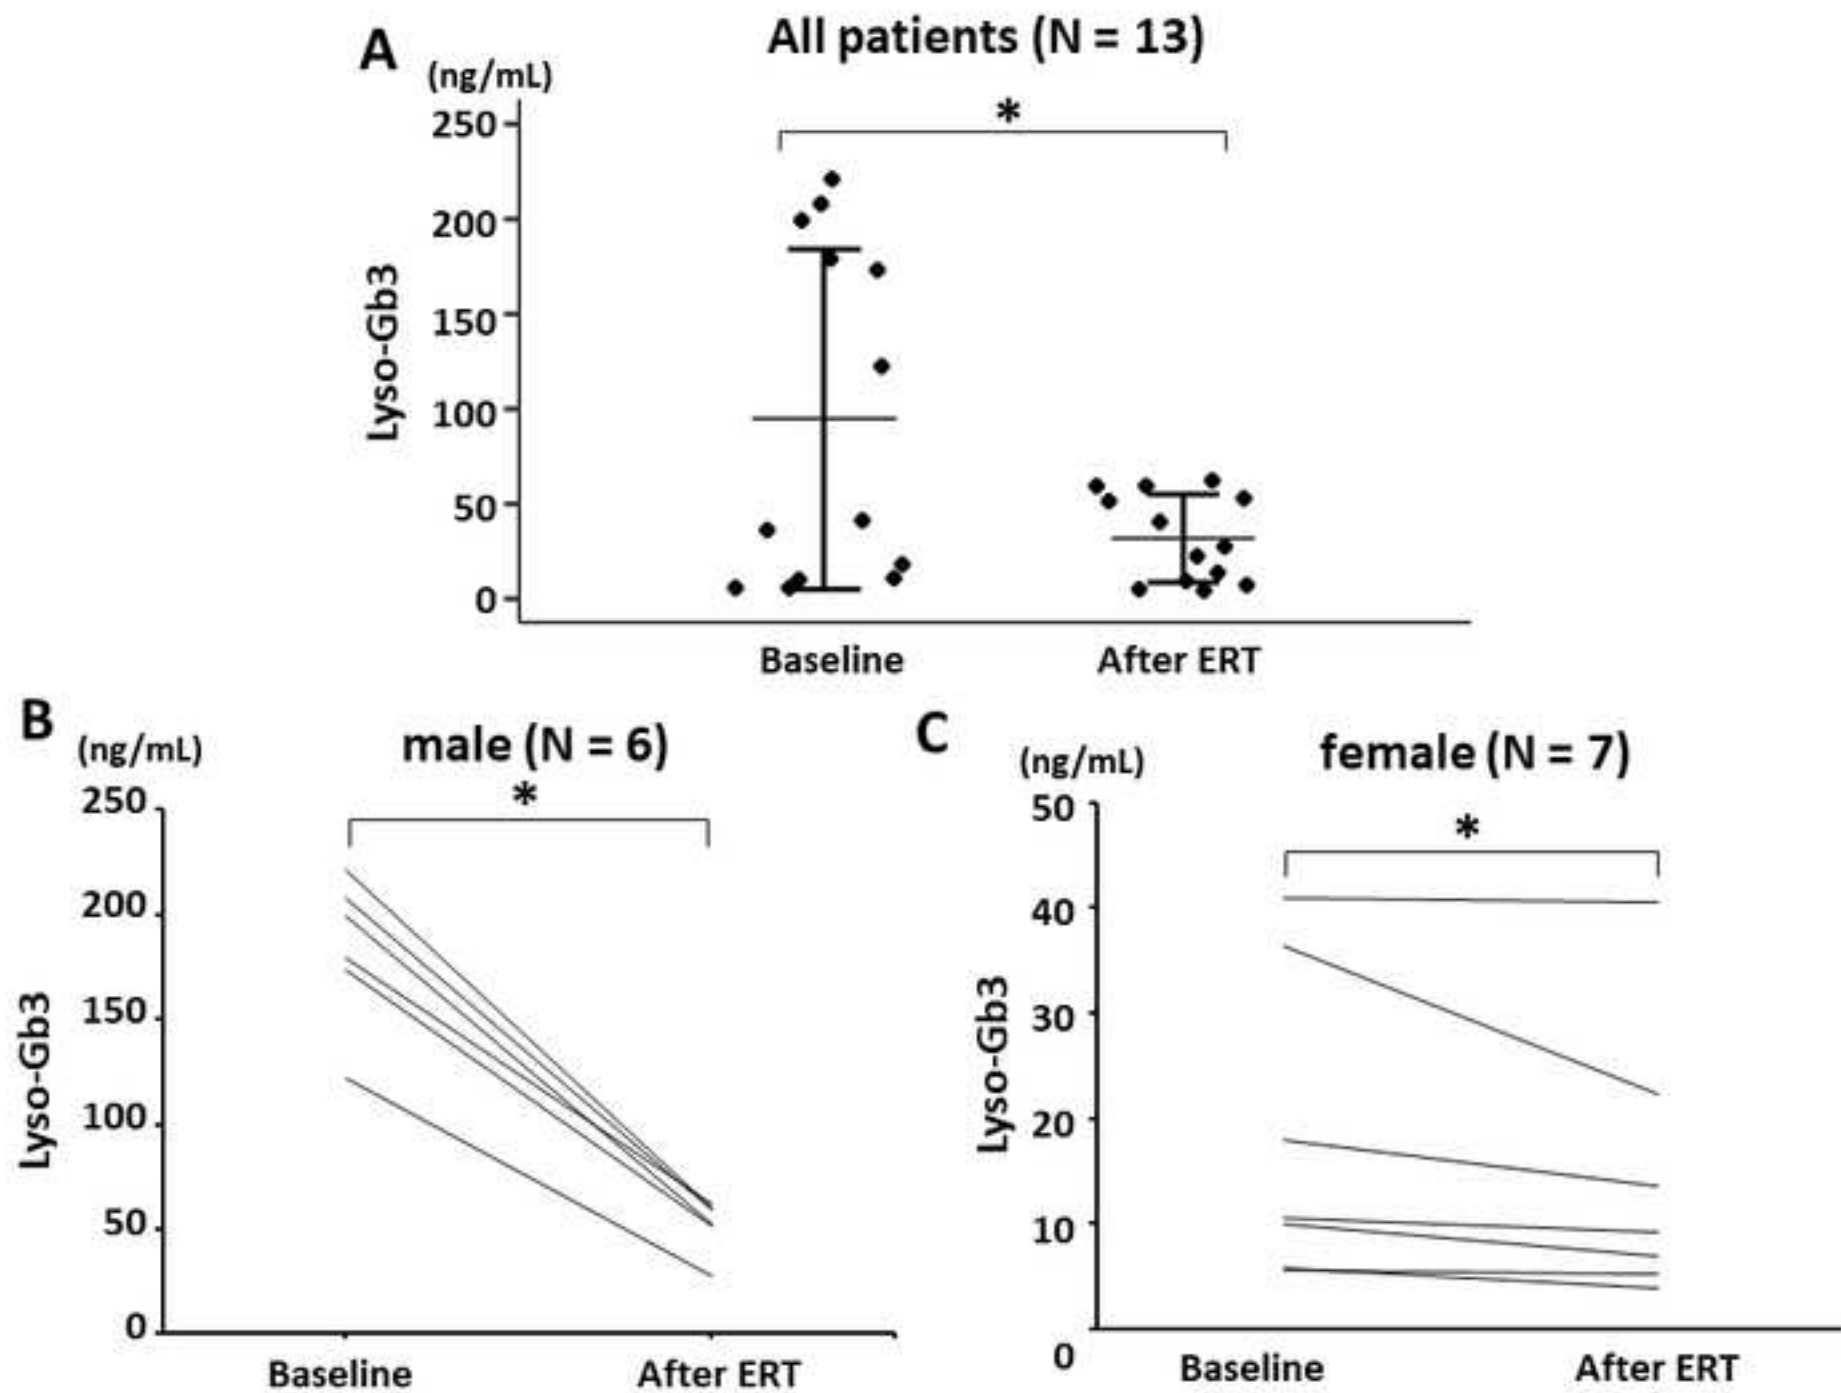 A
All patients (N = 13)
(ng/mL)
*
250
200
150
100
50
0
Lyso-Gb3
Baseline
After ERT
B
male (N = 6)
(ng/mL)
*
250
200
150
100
50
0
Lyso-Gb3
Baseline
After ERT
C
female (N = 7)
(ng/mL)
*
50
40
30
20
10
0
Lyso-Gb3
Baseline
After ERT